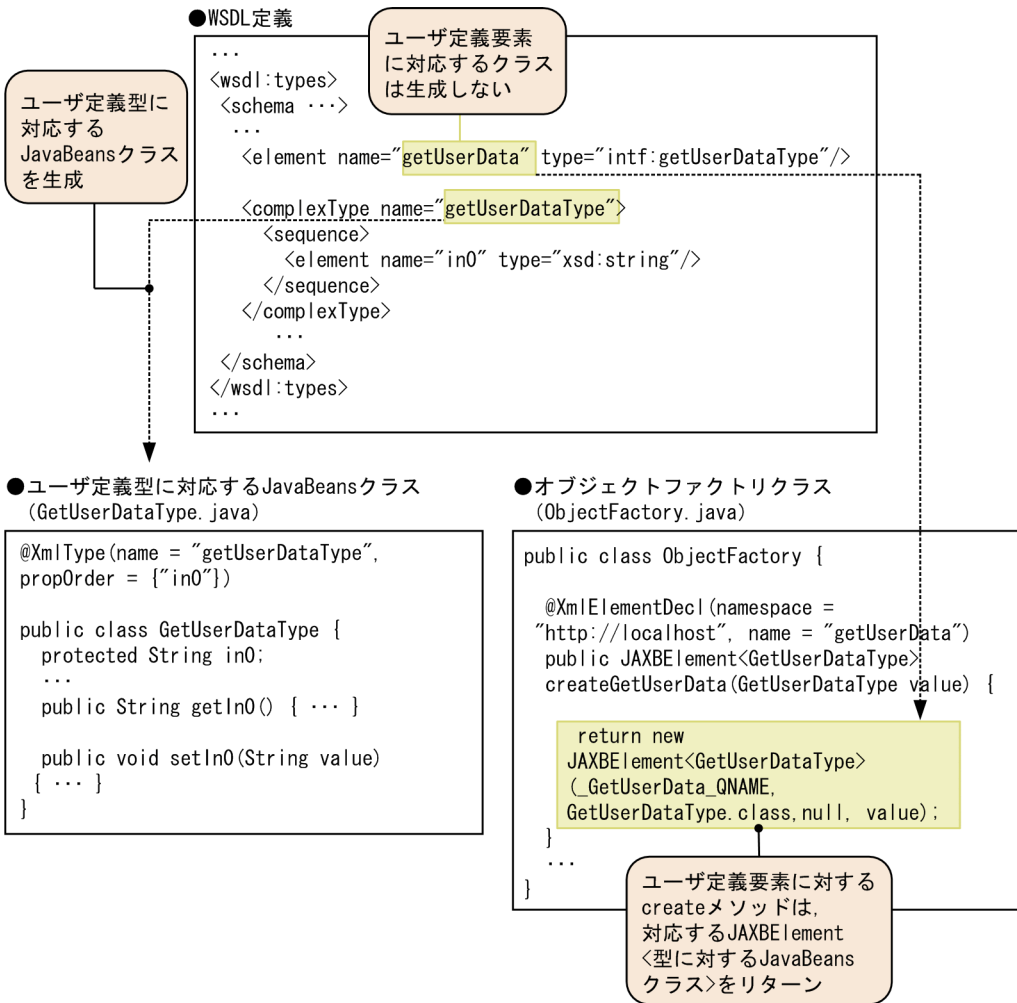 ●WSDL定義
ユーザ定義要素
に対応するクラス
は生成しない
ユーザ定義型に
対応する
JavaBeansクラス
を生成
...
<wsdl:types>
<schema ...>
...
<element name="getUserData" type="intf:getUserDataType"/>
<complexType name="getUserDataType">
<sequence>
<element name="in0" type="xsd:string"/>
</sequence>
</complexType>
...
</schema>
</wsdl:types>
...
●ユーザ定義型に対応するJavaBeansクラス
(GetUserDataType.java)
@XmlType(name = "getUserDataType",
propOrder = {"in0"})
public class GetUserDataType {
protected String in0;
...
public String getIn0() { ... }
public void setIn0(String value)
{ ... }
}
●オブジェクトファクトリクラス
(ObjectFactory.java)
public class ObjectFactory {
@XmlElementDecl(namespace =
"http://localhost", name = "getUserData")
public JAXBElement<GetUserDataType>
createGetUserData(GetUserDataType value) {
return new
JAXBElement<GetUserDataType>
(_GetUserData_QNAME,
GetUserDataType.class,null, value);
}
...
}
ユーザ定義要素に対する
createメソッドは,
対応するJAXBElement
<型に対するJavaBeans
クラス>をリターン